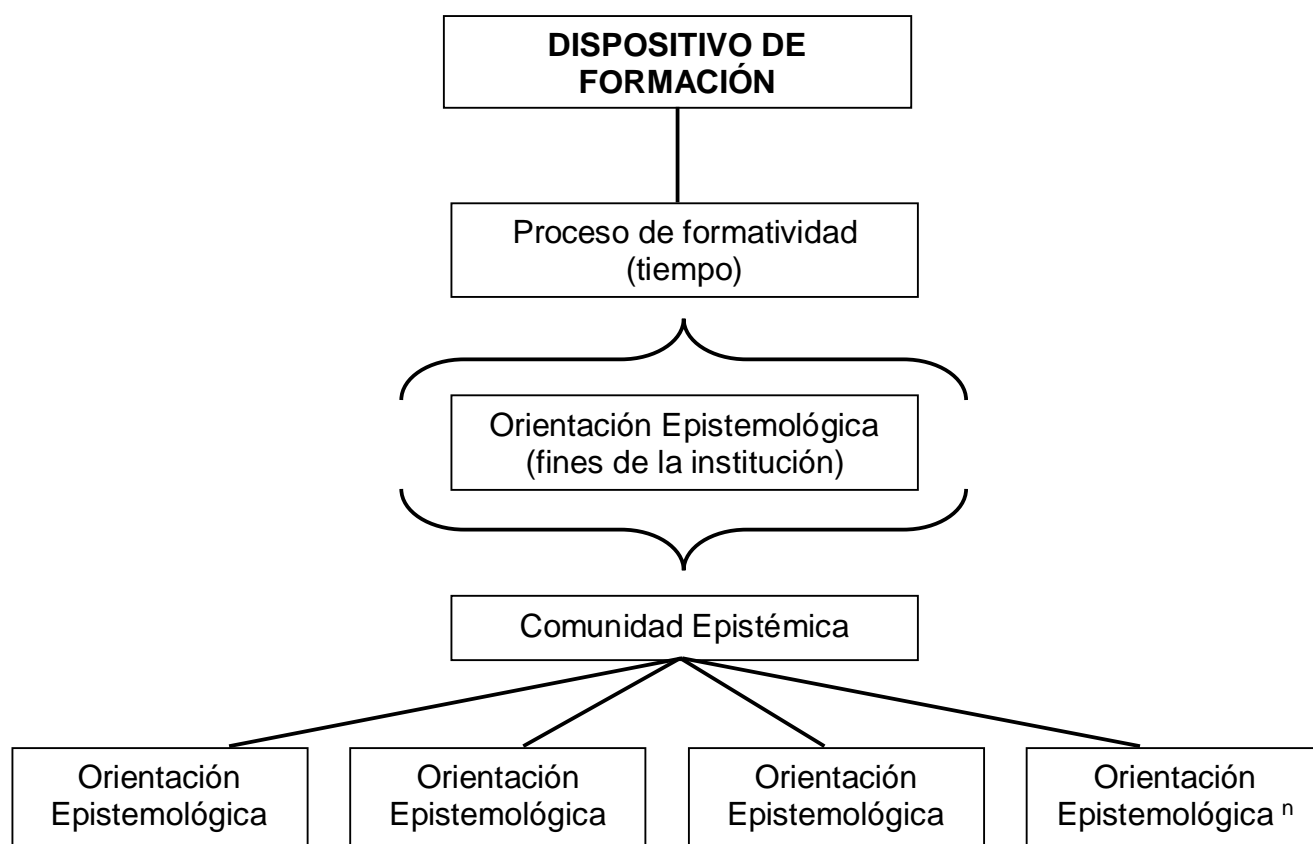 DISPOSITIVO DE
FORMACIÓN
Proceso de formatividad
(tiempo)
Orientación Epistemológica
(fines de la institución)
Comunidad Epistémica
Orientación
Epistemológica
Orientación
Epistemológica
Orientación
Epistemológica
Orientación
Epistemológica ⁿ